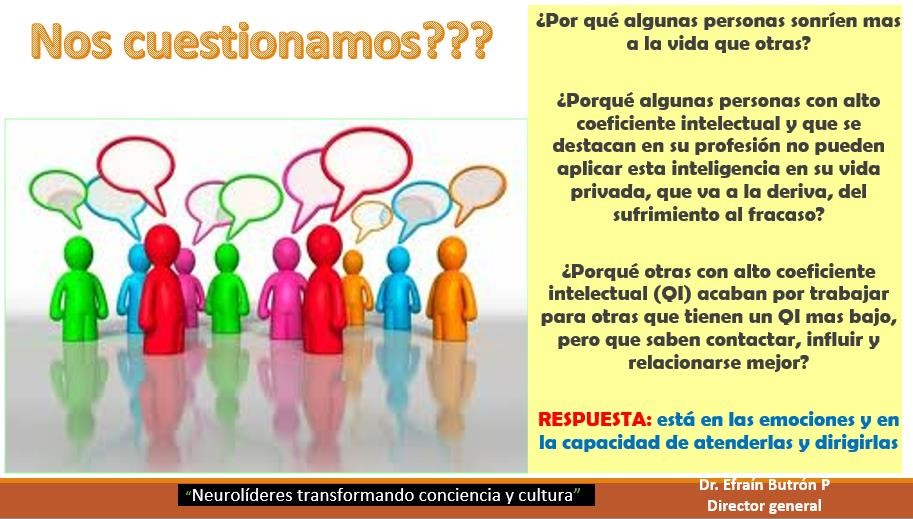 Nos cuestionamos???
¿Por qué algunas personas sonríen mas
a la vida que otras?
¿Porqué algunas personas con alto
coeficiente intelectual y que se
destacan en su profesión no pueden
aplicar esta inteligencia en su vida
privada, que va a la deriva, del
sufrimiento al fracaso?
¿Porqué otras con alto coeficiente
intelectual (QI) acaban por trabajar
para otras que tienen un QI mas bajo,
pero que saben contactar, influir y
relacionarse mejor?
RESPUESTA: está en las emociones y en
la capacidad de atenderlas y dirigirlas
“Neurolíderes transformando conciencia y cultura”
Dr. Efraín Butrón P
Director general